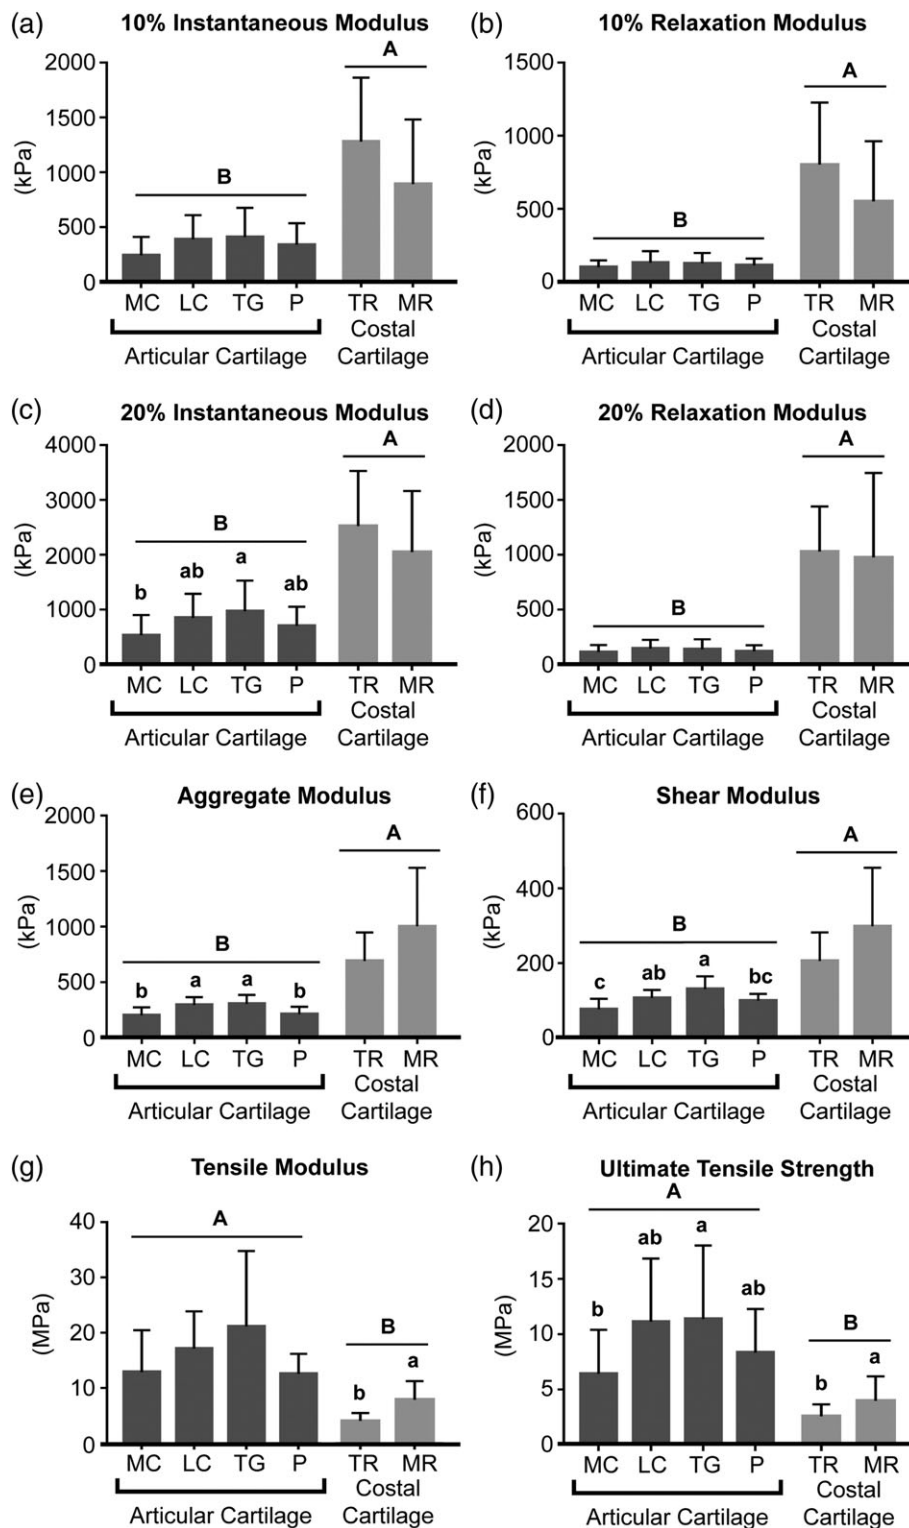 (a) 10% Instantaneous Modulus
(kPa)
2000
1500
1000
500
0
B
A
MC LC TG P TR MR
Articular Cartilage
Costal
Cartilage
(b) 10% Relaxation Modulus
(kPa)
1500
1000
500
0
B
A
MC LC TG P TR MR
Articular Cartilage
Costal
Cartilage
(c) 20% Instantaneous Modulus
(kPa)
4000
3000
2000
1000
0
B
A
b ab a ab
MC LC TG P TR MR
Articular Cartilage
Costal
Cartilage
(d) 20% Relaxation Modulus
(kPa)
2000
1500
1000
500
0
B
A
MC LC TG P TR MR
Articular Cartilage
Costal
Cartilage
(e) Aggregate Modulus
(kPa)
2000
1500
1000
500
0
B
A
b a a b
MC LC TG P TR MR
Articular Cartilage
Costal
Cartilage
(f) Shear Modulus
(kPa)
600
400
200
0
B
A
c ab a bc
MC LC TG P TR MR
Articular Cartilage
Costal
Cartilage
(g) Tensile Modulus
(MPa)
40
30
20
10
0
A
B
b a
MC LC TG P TR MR
Articular Cartilage
Costal
Cartilage
(h) Ultimate Tensile Strength
(MPa)
20
15
10
5
0
A
B
b ab a ab b a
MC LC TG P TR MR
Articular Cartilage
Costal
Cartilage